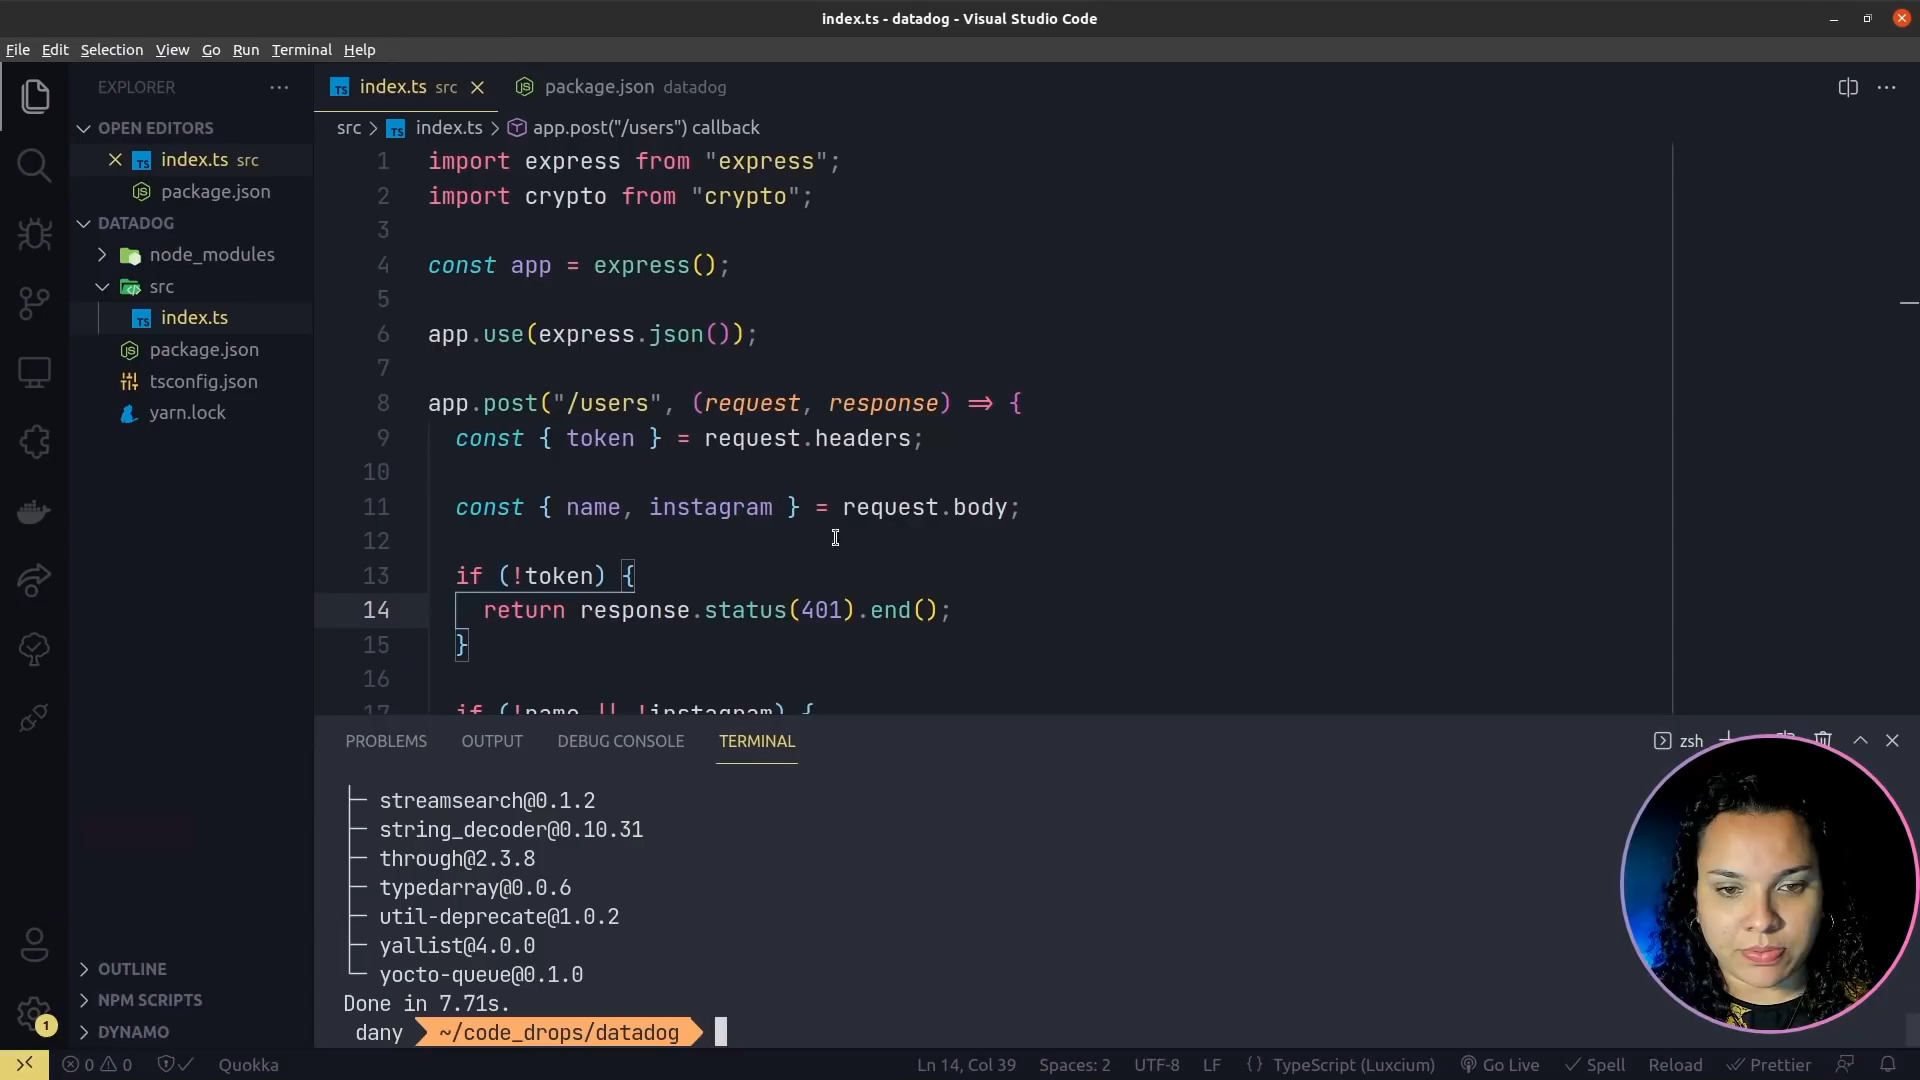 index.ts - datadog - Visual Studio Code
File Edit Selection View Go Run Terminal Help
EXPLORER
OPEN EDITORS
index.ts src
package.json
DATADOG
node_modules
src
index.ts
package.json
tsconfig.json
yarn.lock
OUTLINE
NPM SCRIPTS
DYNAMO
1
index.ts src
package.json datadog
src > index.ts > app.post("/users") callback
1 import express from "express";
2 import crypto from "crypto";
3
4 const app = express();
5
6 app.use(express.json());
7
8 app.post("/users", (request, response) => {
9 const { token } = request.headers;
10
11 const { name, instagram } = request.body;
12
13 if (!token) {
14 return response.status(401).end();
15 }
16
17 if (!name || !instagram) {
PROBLEMS OUTPUT DEBUG CONSOLE TERMINAL
zsh
├─ streamsearch@0.1.2
├─ string_decoder@0.10.31
├─ through@2.3.8
├─ typedarray@0.0.6
├─ util-deprecate@1.0.2
├─ yallist@4.0.0
└─ yocto-queue@0.1.0
Done in 7.71s.
dany ~/code_drops/datadog
0 0 Quokka Ln 14, Col 39 Spaces: 2 UTF-8 LF {} TypeScript (Luxcium) Go Live Spell Reload Prettier